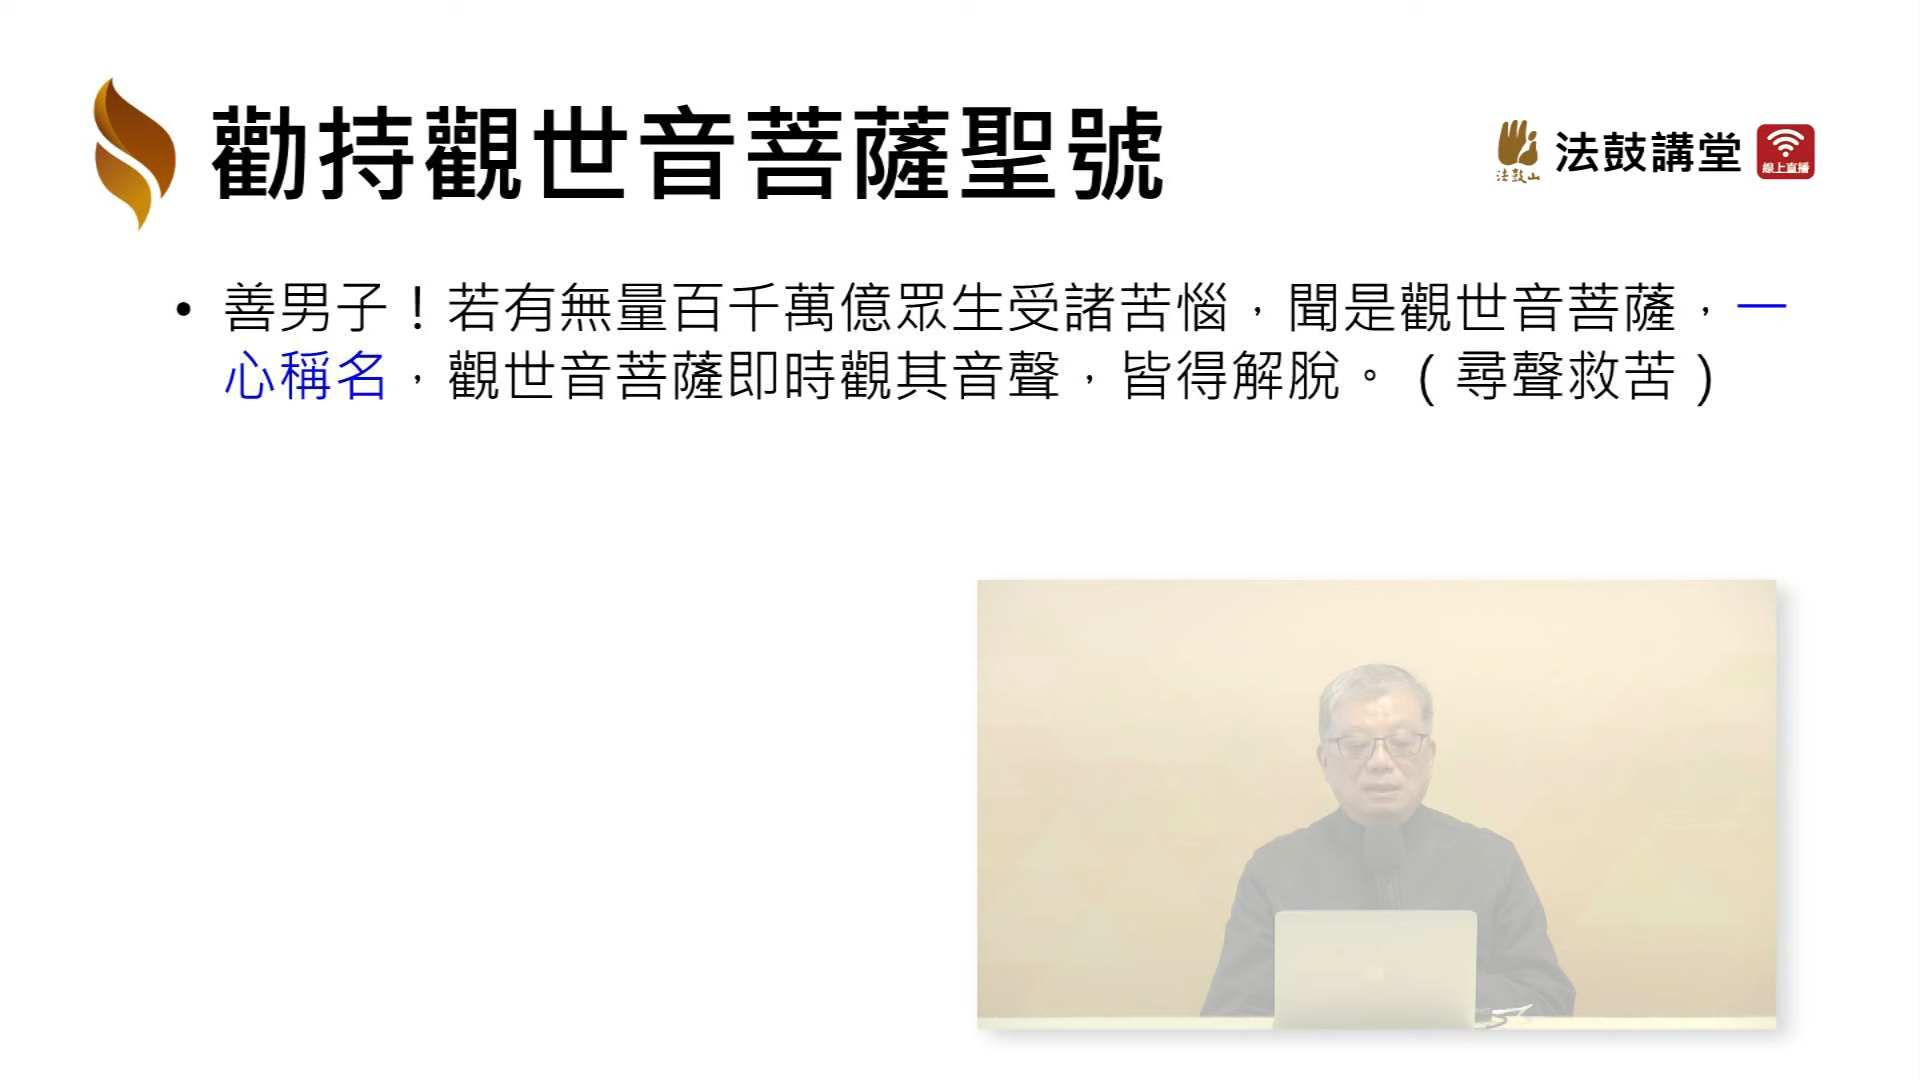 勸持觀世音菩薩聖號
法鼓山
法鼓講堂
線上直播
• 善男子！若有無量百千萬億眾生受諸苦惱，聞是觀世音菩薩，一
心稱名，觀世音菩薩即時觀其音聲，皆得解脫。（尋聲救苦）